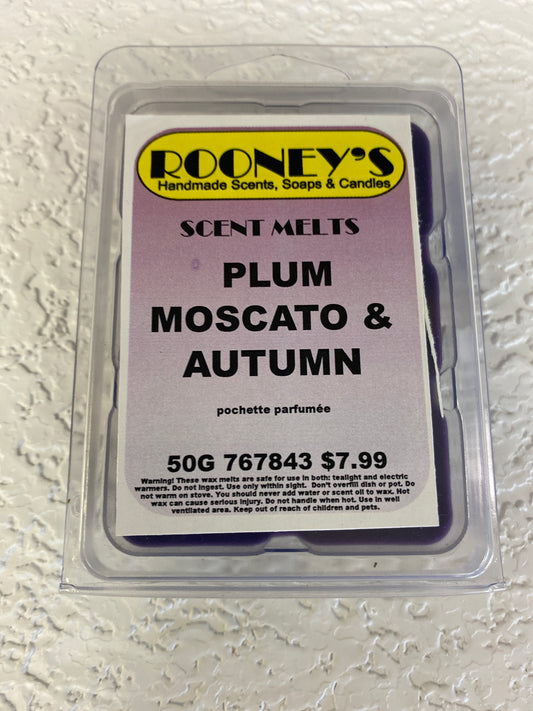 ROONEY'S
Handmade Scents, Soaps & Candles
SCENT MELTS
PLUM
MOSCATO &
AUTUMN
pochette parfumée
50G 767843 $7.99
Warning! These wax melts are safe for use in both: tealight and electric
warmers. Do not ingest. Use only within sight. Don't overfill dish or pot. Do
not warm on stove. You should never add water or scent oil to wax. Hot
wax can cause serious injury. Do not handle when hot. Use in well
ventilated area. Keep out of reach of children and pets.